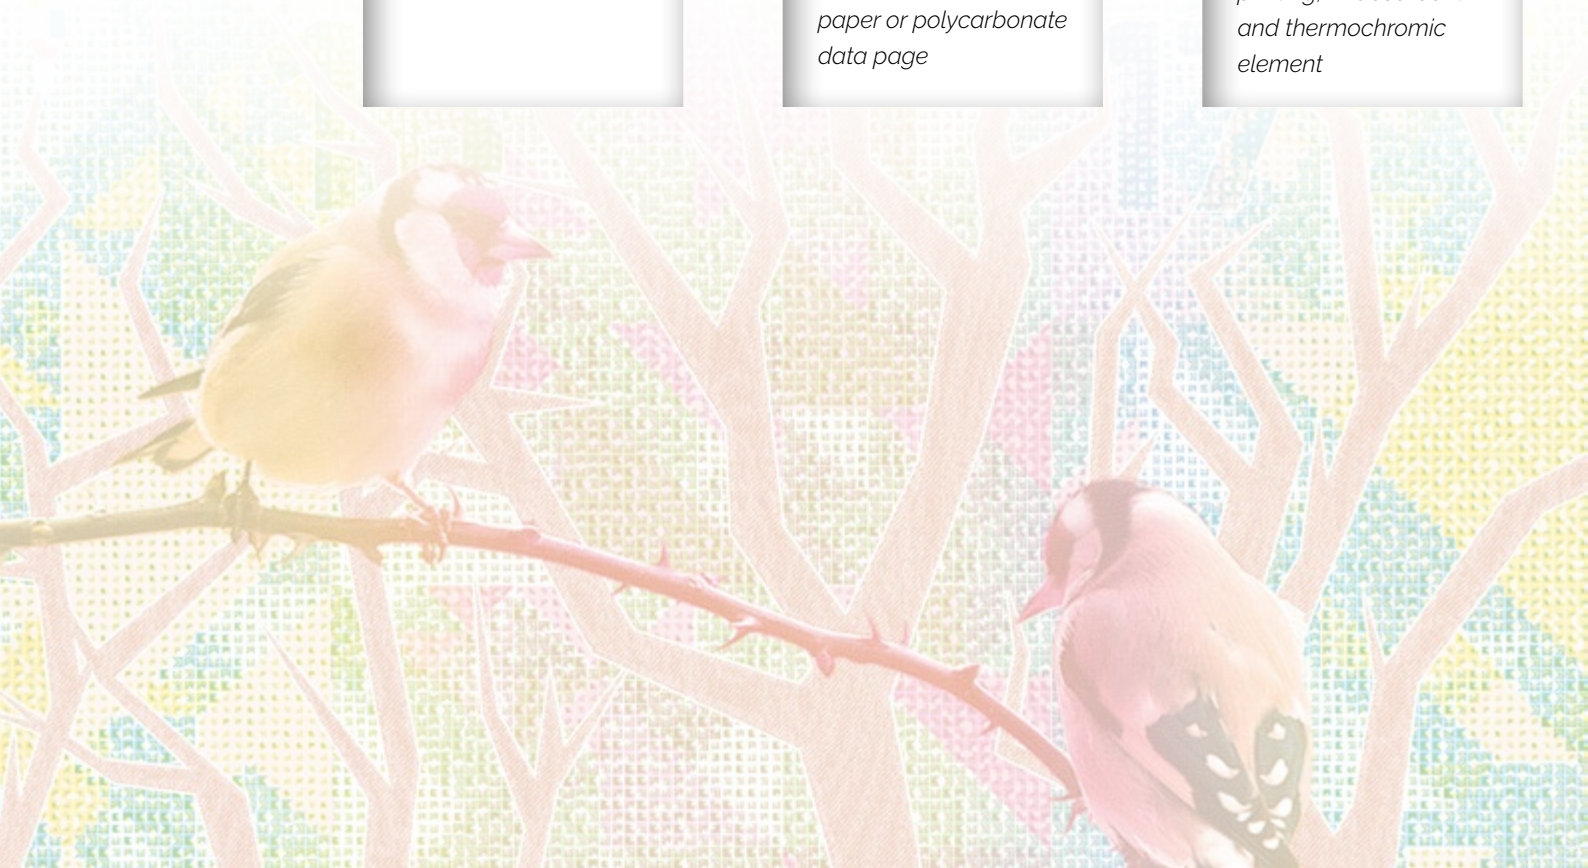 paper or polycarbonate
data page
and thermochromic
element